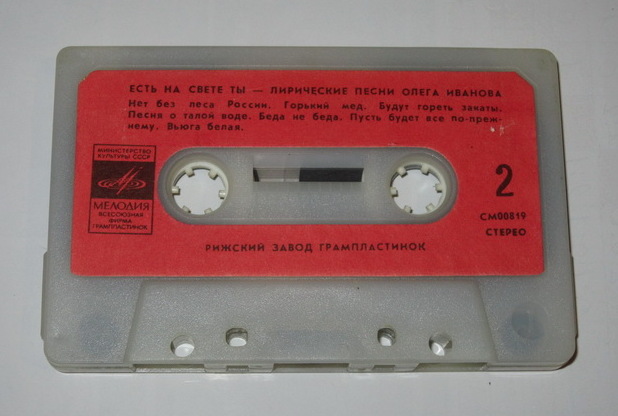 ЕСТЬ НА СВЕТЕ ТЫ — ЛИРИЧЕСКИЕ ПЕСНИ ОЛЕГА ИВАНОВА
Нет без леса России. Горький мед. Будут гореть закаты.
Песня о талой воде. Беда не беда. Пусть будет все по-преж-
нему. Вьюга белая.
МИНИСТЕРСТВО
КУЛЬТУРЫ СССР
МЕЛОДИЯ
ВСЕСОЮЗНАЯ
ФИРМА
ГРАМПЛАСТИНОК
2
СМ00819
СТЕРЕО
РИЖСКИЙ ЗАВОД ГРАМПЛАСТИНОК